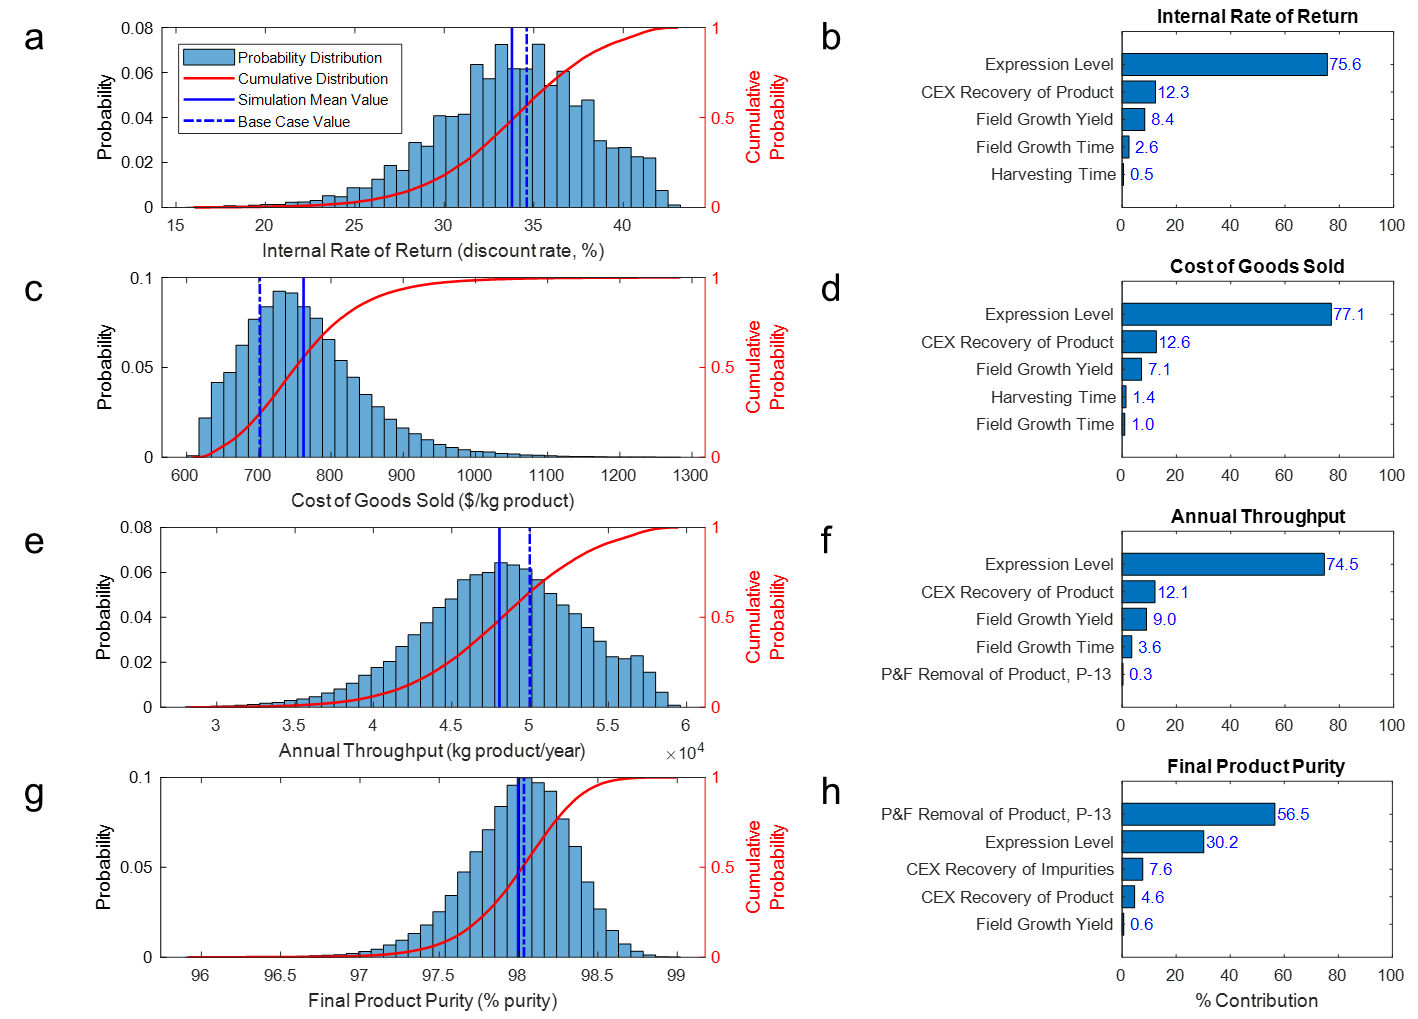 a
0.08
0.06
0.04
0.02
0
Probability
Probability Distribution
Cumulative Distribution
Simulation Mean Value
Base Case Value
1
0.5
0
Cumulative
Probability
15 20 25 30 35 40
Internal Rate of Return (discount rate, %)
b
Internal Rate of Return
Expression Level 75.6
CEX Recovery of Product 12.3
Field Growth Yield 8.4
Field Growth Time 2.6
Harvesting Time 0.5
0 20 40 60 80 100
c
0.1
0.05
0
Probability
1
0.5
0
Cumulative
Probability
600 700 800 900 1000 1100 1200 1300
Cost of Goods Sold ($/kg product)
d
Cost of Goods Sold
Expression Level 77.1
CEX Recovery of Product 12.6
Field Growth Yield 7.1
Harvesting Time 1.4
Field Growth Time 1.0
0 20 40 60 80 100
e
0.08
0.06
0.04
0.02
0
Probability
1
0.5
0
Cumulative
Probability
3 3.5 4 4.5 5 5.5 6
Annual Throughput (kg product/year) ×10⁴
f
Annual Throughput
Expression Level 74.5
CEX Recovery of Product 12.1
Field Growth Yield 9.0
Field Growth Time 3.6
P&F Removal of Product, P-13 0.3
0 20 40 60 80 100
g
0.1
0.05
0
Probability
1
0.5
0
Cumulative
Probability
96 96.5 97 97.5 98 98.5 99
Final Product Purity (% purity)
h
Final Product Purity
P&F Removal of Product, P-13 56.5
Expression Level 30.2
CEX Recovery of Impurities 7.6
CEX Recovery of Product 4.6
Field Growth Yield 0.6
0 20 40 60 80 100
% Contribution